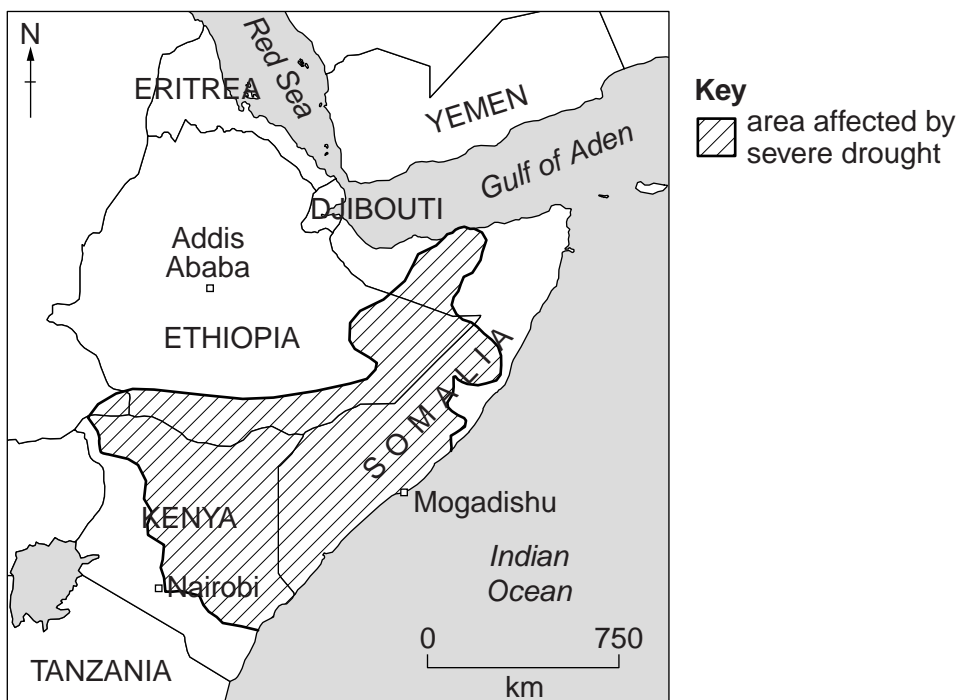 N
Red Sea
ERITREA
YEMEN
Gulf of Aden
DJIBOUTI
Addis
Ababa
ETHIOPIA
SOMALIA
Mogadishu
KENYA
Nairobi
Indian
Ocean
TANZANIA
0 750
km
Key
area affected by
severe drought